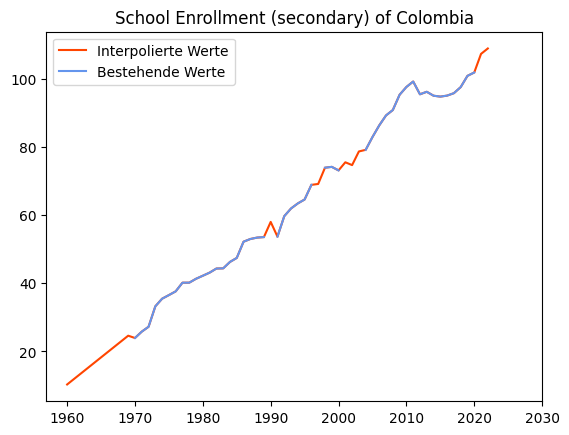 School Enrollment (secondary) of Colombia
Interpolierte Werte
Bestehende Werte
100
80
60
40
20
1960 1970 1980 1990 2000 2010 2020 2030